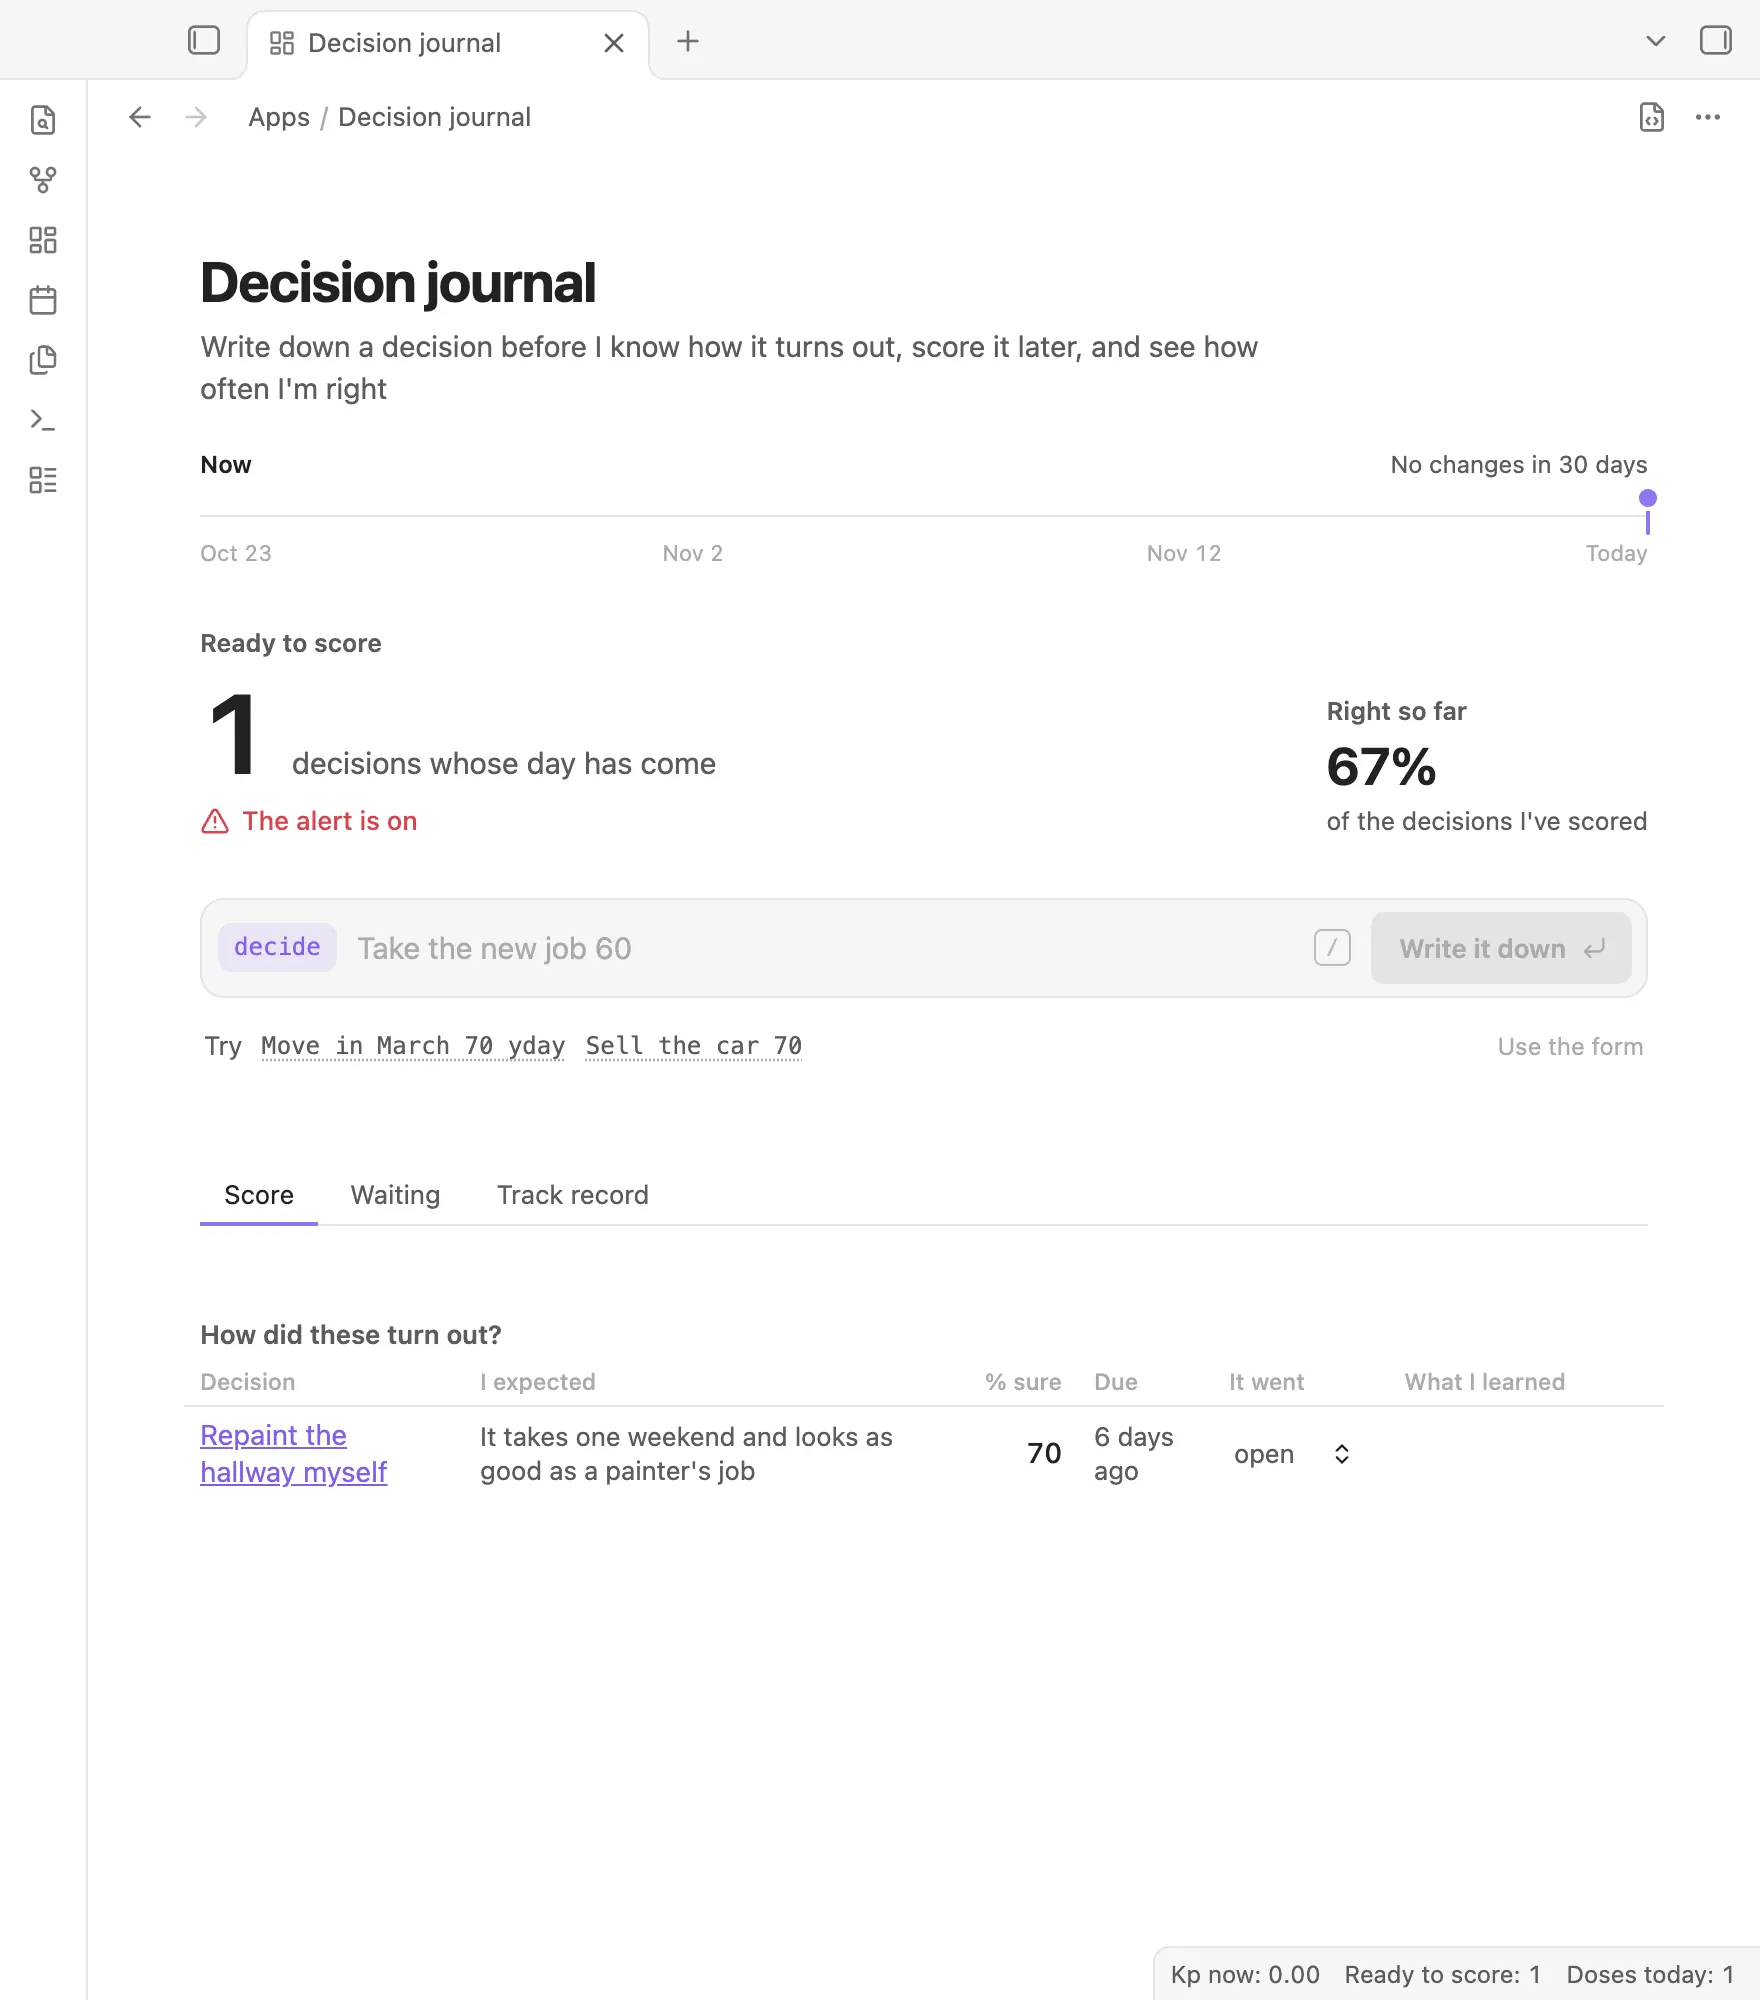 Decision journal
Apps / Decision journal
Decision journal
Write down a decision before I know how it turns out, score it later, and see how
often I'm right
Now
No changes in 30 days
Oct 23
Nov 2
Nov 12
Today
Ready to score
1 decisions whose day has come
The alert is on
Right so far
67%
of the decisions I've scored
decide Take the new job 60
/
Write it down
Try Move in March 70 yday Sell the car 70
Use the form
Score
Waiting
Track record
How did these turn out?
Decision I expected % sure Due It went What I learned
Repaint the
hallway myself
It takes one weekend and looks as
good as a painter's job
70
6 days
ago
open
Kp now: 0.00 Ready to score: 1 Doses today: 1